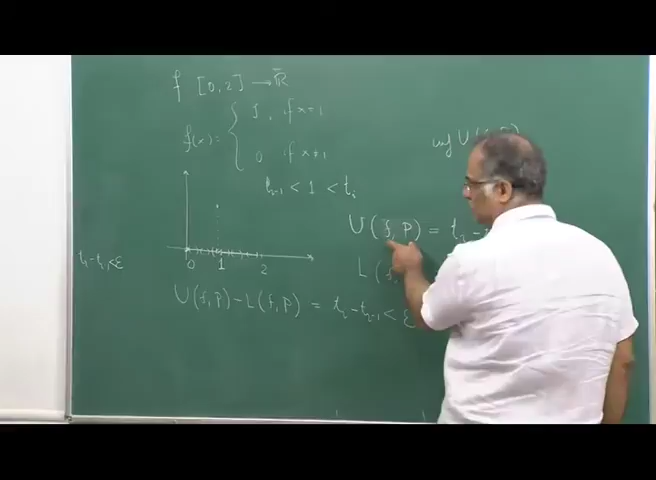 f [0,2] → ℝ
f(x) = { 1, if x=1
0 if x≠1
t_{i-1} < 1 < t_i
inf U(
U(f,P) = t_i -
L(f,
0 1 2
t_i - t_{i-1} < ε
U(f,P) - L(f,P) = t_i - t_{i-1} < ε